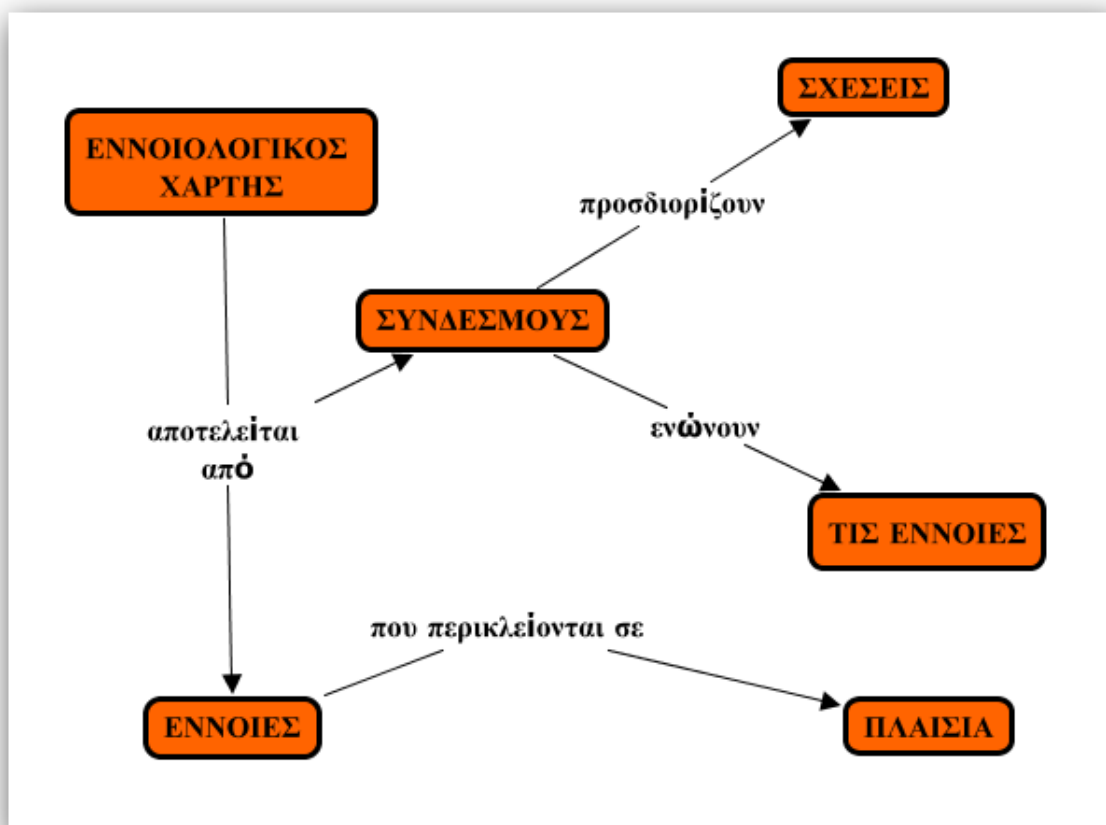 ΣΧΕΣΕΙΣ
ΕΝΝΟΙΟΛΟΓΙΚΟΣ
ΧΑΡΤΗΣ
προσδιορίζουν
ΣΥΝΔΕΣΜΟΥΣ
αποτελείται
από
ενώνουν
ΤΙΣ ΕΝΝΟΙΕΣ
που περικλείονται σε
ΕΝΝΟΙΕΣ
ΠΛΑΙΣΙΑ